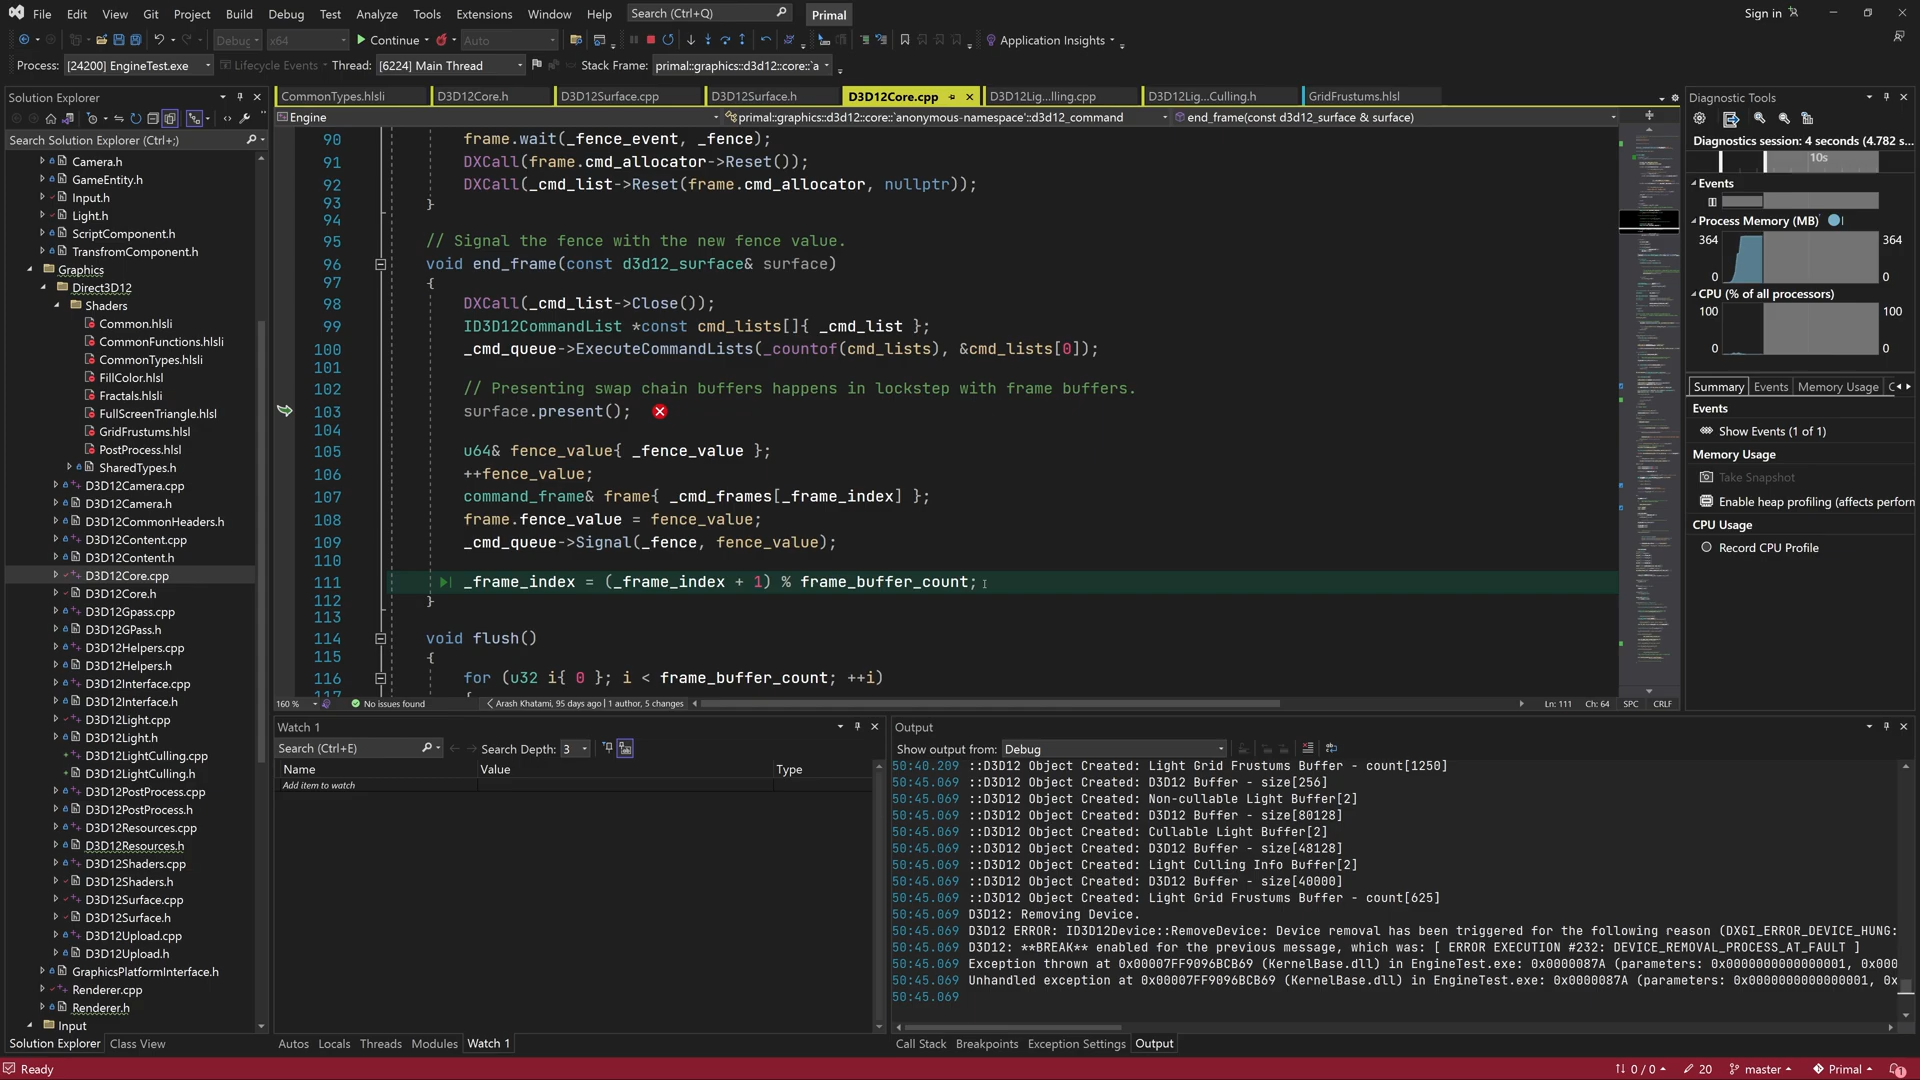 File Edit View Git Project Build Debug Test Analyze Tools Extensions Window Help Search (Ctrl+Q) Primal Sign in
Debug x64 Continue Auto Application Insights
Process: [24200] EngineTest.exe Lifecycle Events Thread: [6224] Main Thread Stack Frame: primal::graphics::d3d12::core::`a
Solution Explorer
Search Solution Explorer (Ctrl+;)
Camera.h
GameEntity.h
Input.h
Light.h
ScriptComponent.h
TransfromComponent.h
Graphics
Direct3D12
Shaders
Common.hlsli
CommonFunctions.hlsli
CommonTypes.hlsli
FillColor.hlsl
Fractals.hlsli
FullScreenTriangle.hlsl
GridFrustums.hlsl
PostProcess.hlsl
SharedTypes.h
D3D12Camera.cpp
D3D12Camera.h
D3D12CommonHeaders.h
D3D12Content.cpp
D3D12Content.h
D3D12Core.cpp
D3D12Core.h
D3D12Gpass.cpp
D3D12GPass.h
D3D12Helpers.cpp
D3D12Helpers.h
D3D12Interface.cpp
D3D12Interface.h
D3D12Light.cpp
D3D12Light.h
D3D12LightCulling.cpp
D3D12LightCulling.h
D3D12PostProcess.cpp
D3D12PostProcess.h
D3D12Resources.cpp
D3D12Resources.h
D3D12Shaders.cpp
D3D12Shaders.h
D3D12Surface.cpp
D3D12Surface.h
D3D12Upload.cpp
D3D12Upload.h
GraphicsPlatformInterface.h
Renderer.cpp
Renderer.h
Input
Solution Explorer Class View
CommonTypes.hlsli D3D12Core.h D3D12Surface.cpp D3D12Surface.h D3D12Core.cpp D3D12Lig...lling.cpp D3D12Lig...Culling.h GridFrustums.hlsl
Engine primal::graphics::d3d12::core::`anonymous-namespace'::d3d12_command end_frame(const d3d12_surface & surface)
90 frame.wait(_fence_event, _fence);
91 DXCall(frame.cmd_allocator->Reset());
92 DXCall(_cmd_list->Reset(frame.cmd_allocator, nullptr));
93 }
94
95 // Signal the fence with the new fence value.
96 void end_frame(const d3d12_surface& surface)
97 {
98 DXCall(_cmd_list->Close());
99 ID3D12CommandList *const cmd_lists[]{ _cmd_list };
100 _cmd_queue->ExecuteCommandLists(_countof(cmd_lists), &cmd_lists[0]);
101
102 // Presenting swap chain buffers happens in lockstep with frame buffers.
103 surface.present();
104
105 u64& fence_value{ _fence_value };
106 ++fence_value;
107 command_frame& frame{ _cmd_frames[_frame_index] };
108 frame.fence_value = fence_value;
109 _cmd_queue->Signal(_fence, fence_value);
110
111 _frame_index = (_frame_index + 1) % frame_buffer_count;
112 }
113
114 void flush()
115 {
116 for (u32 i{ 0 }; i < frame_buffer_count; ++i)
117 {
160 % No issues found Arash Khatami, 95 days ago | 1 author, 5 changes Ln: 111 Ch: 64 SPC CRLF
Watch 1
Search (Ctrl+E) Search Depth: 3
Name Value Type
Add item to watch
Autos Locals Threads Modules Watch 1
Output
Show output from: Debug
50:40.209 ::D3D12 Object Created: Light Grid Frustums Buffer - count[1250]
50:45.069 ::D3D12 Object Created: D3D12 Buffer - size[256]
50:45.069 ::D3D12 Object Created: Non-cullable Light Buffer[2]
50:45.069 ::D3D12 Object Created: D3D12 Buffer - size[80128]
50:45.069 ::D3D12 Object Created: Cullable Light Buffer[2]
50:45.069 ::D3D12 Object Created: D3D12 Buffer - size[48128]
50:45.069 ::D3D12 Object Created: Light Culling Info Buffer[2]
50:45.069 ::D3D12 Object Created: D3D12 Buffer - size[40000]
50:45.069 ::D3D12 Object Created: Light Grid Frustums Buffer - count[625]
50:45.069 D3D12: Removing Device.
50:45.069 D3D12 ERROR: ID3D12Device::RemoveDevice: Device removal has been triggered for the following reason (DXGI_ERROR_DEVICE_HUNG:
50:45.069 D3D12: **BREAK** enabled for the previous message, which was: [ ERROR EXECUTION #232: DEVICE_REMOVAL_PROCESS_AT_FAULT ]
50:45.069 Exception thrown at 0x00007FF9096BCB69 (KernelBase.dll) in EngineTest.exe: 0x0000087A (parameters: 0x0000000000000001, 0x00
50:45.069 Unhandled exception at 0x00007FF9096BCB69 (KernelBase.dll) in EngineTest.exe: 0x0000087A (parameters: 0x0000000000000001, 0x
50:45.069
Call Stack Breakpoints Exception Settings Output
Diagnostic Tools
Diagnostics session: 4 seconds (4.782 s...
10s
Events
Process Memory (MB)
364 364
0 0
CPU (% of all processors)
100 100
0 0
Summary Events Memory Usage C
Events
Show Events (1 of 1)
Memory Usage
Take Snapshot
Enable heap profiling (affects perform
CPU Usage
Record CPU Profile
Ready 0 / 0 20 master Primal 1